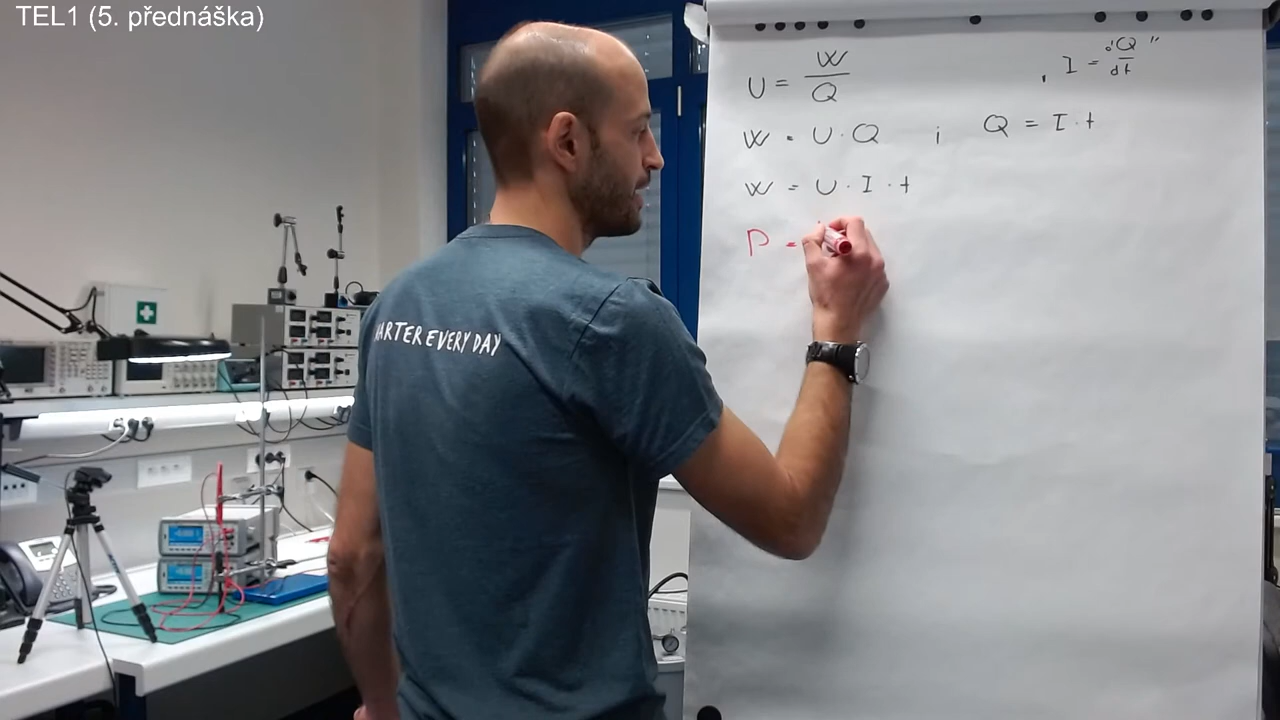 TEL1 (5. přednáška)
U = W / Q , I = "dQ / dt"
W = U · Q ; Q = I · t
W = U · I · t
P =
ARTER EVERY DAY